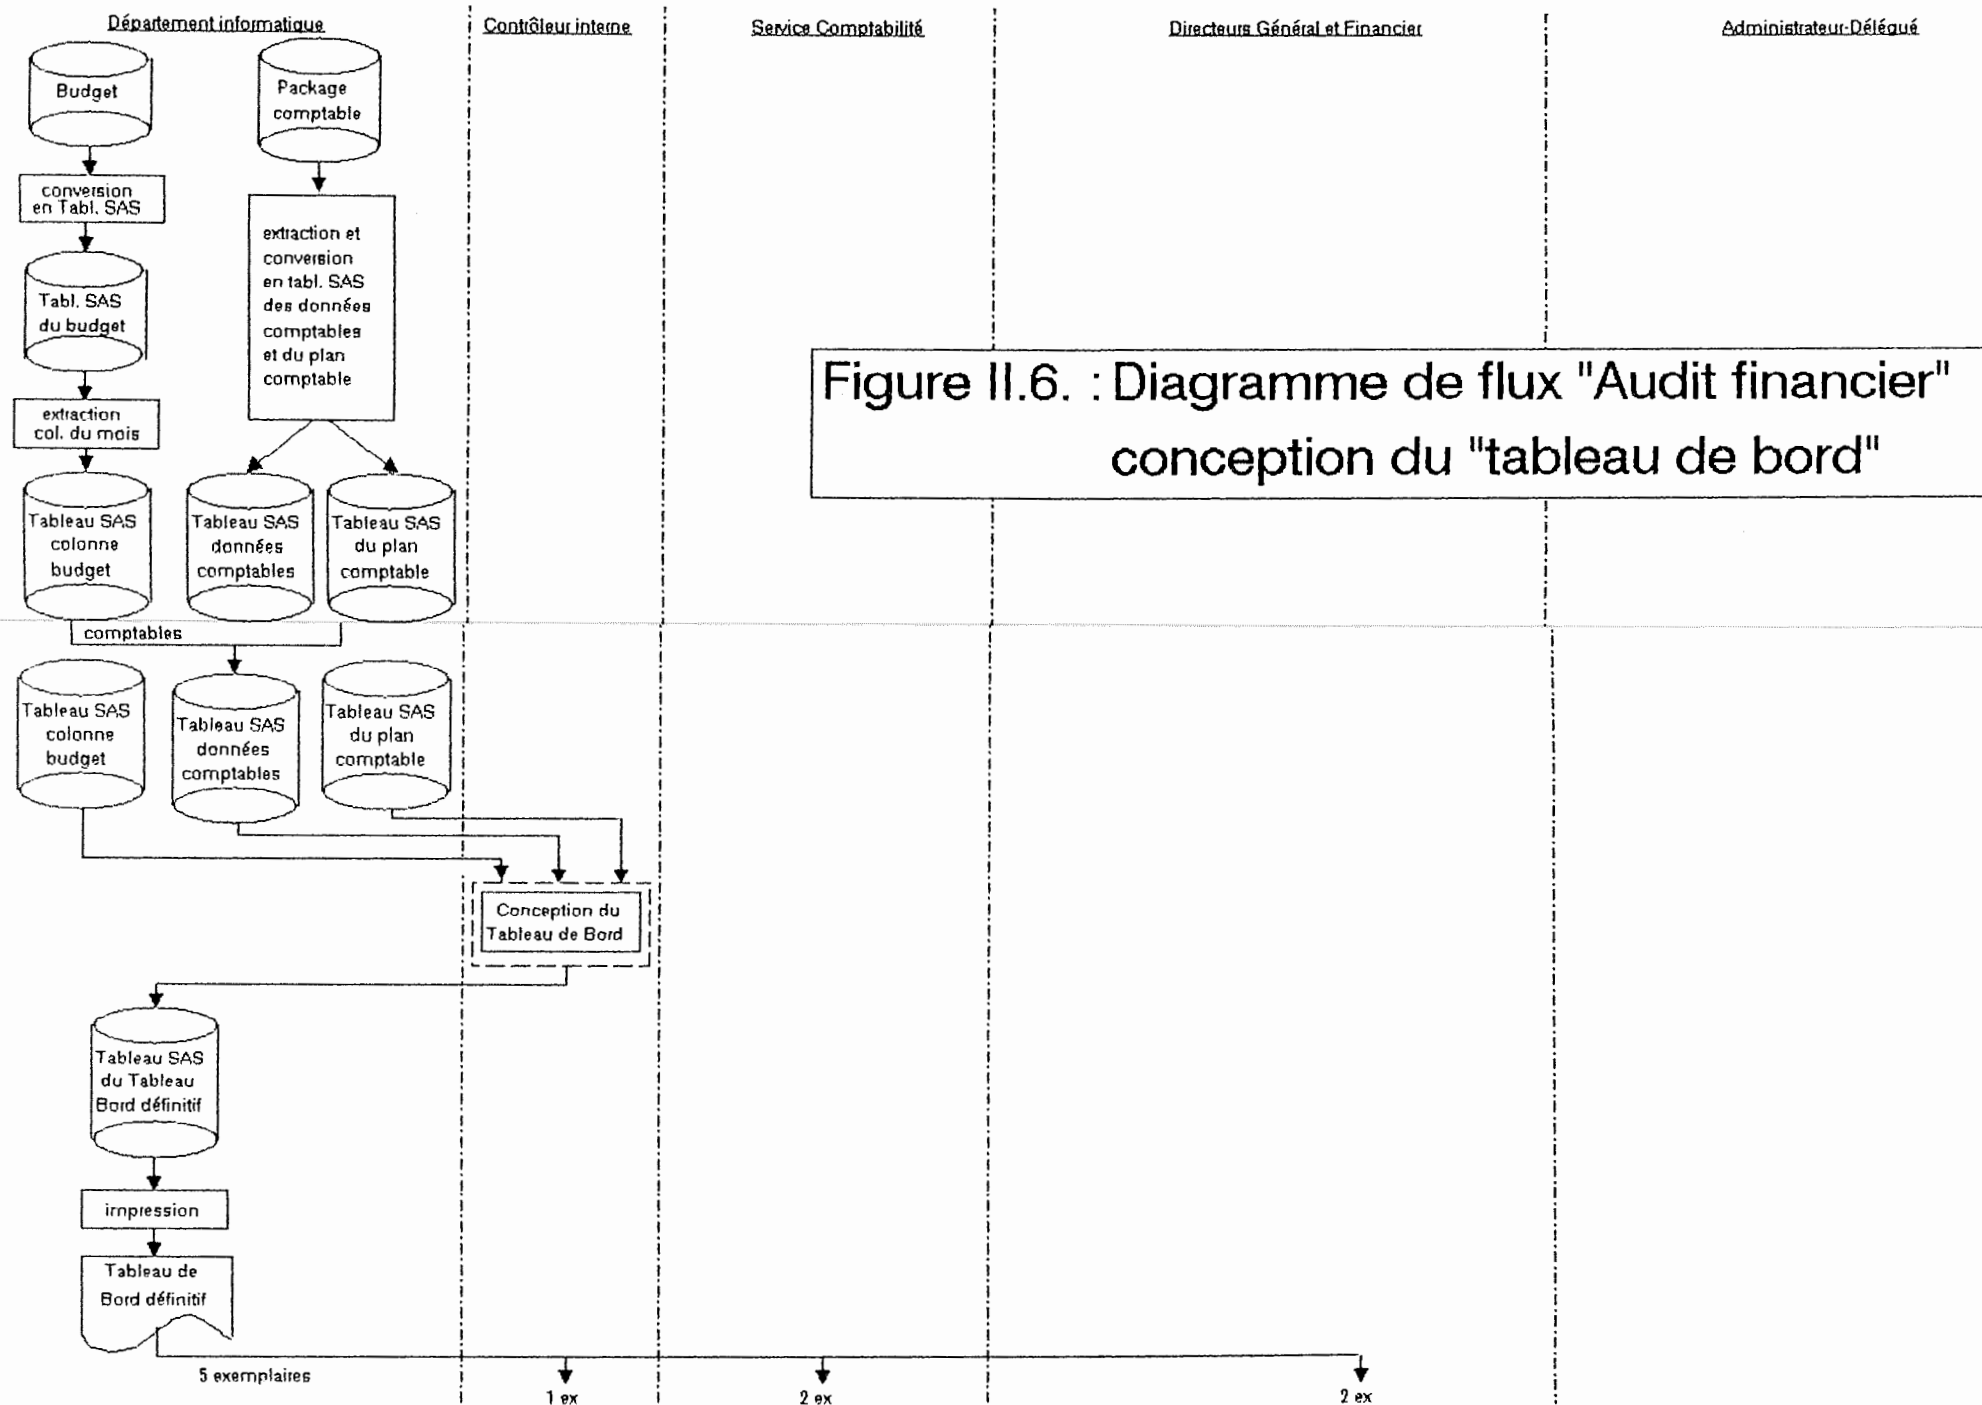 Département informatique
Contrôleur interne
Service Comptabilité
Directeurs Général et Financier
Administrateur-Délégué
Budget
Package
comptable
conversion
en Tabl. SAS
extraction et
conversion
en tabl. SAS
des données
comptables
et du plan
comptable
Tabl. SAS
du budget
Figure II.6. : Diagramme de flux "Audit financier"
conception du "tableau de bord"
extraction
col. du mois
Tableau SAS
colonne
budget
Tableau SAS
données
comptables
Tableau SAS
du plan
comptable
comptables
Tableau SAS
colonne
budget
Tableau SAS
données
comptables
Tableau SAS
du plan
comptable
Conception du
Tableau de Bord
Tableau SAS
du Tableau
Bord définitif
impression
Tableau de
Bord définitif
5 exemplaires
1 ex
2 ex
2 ex